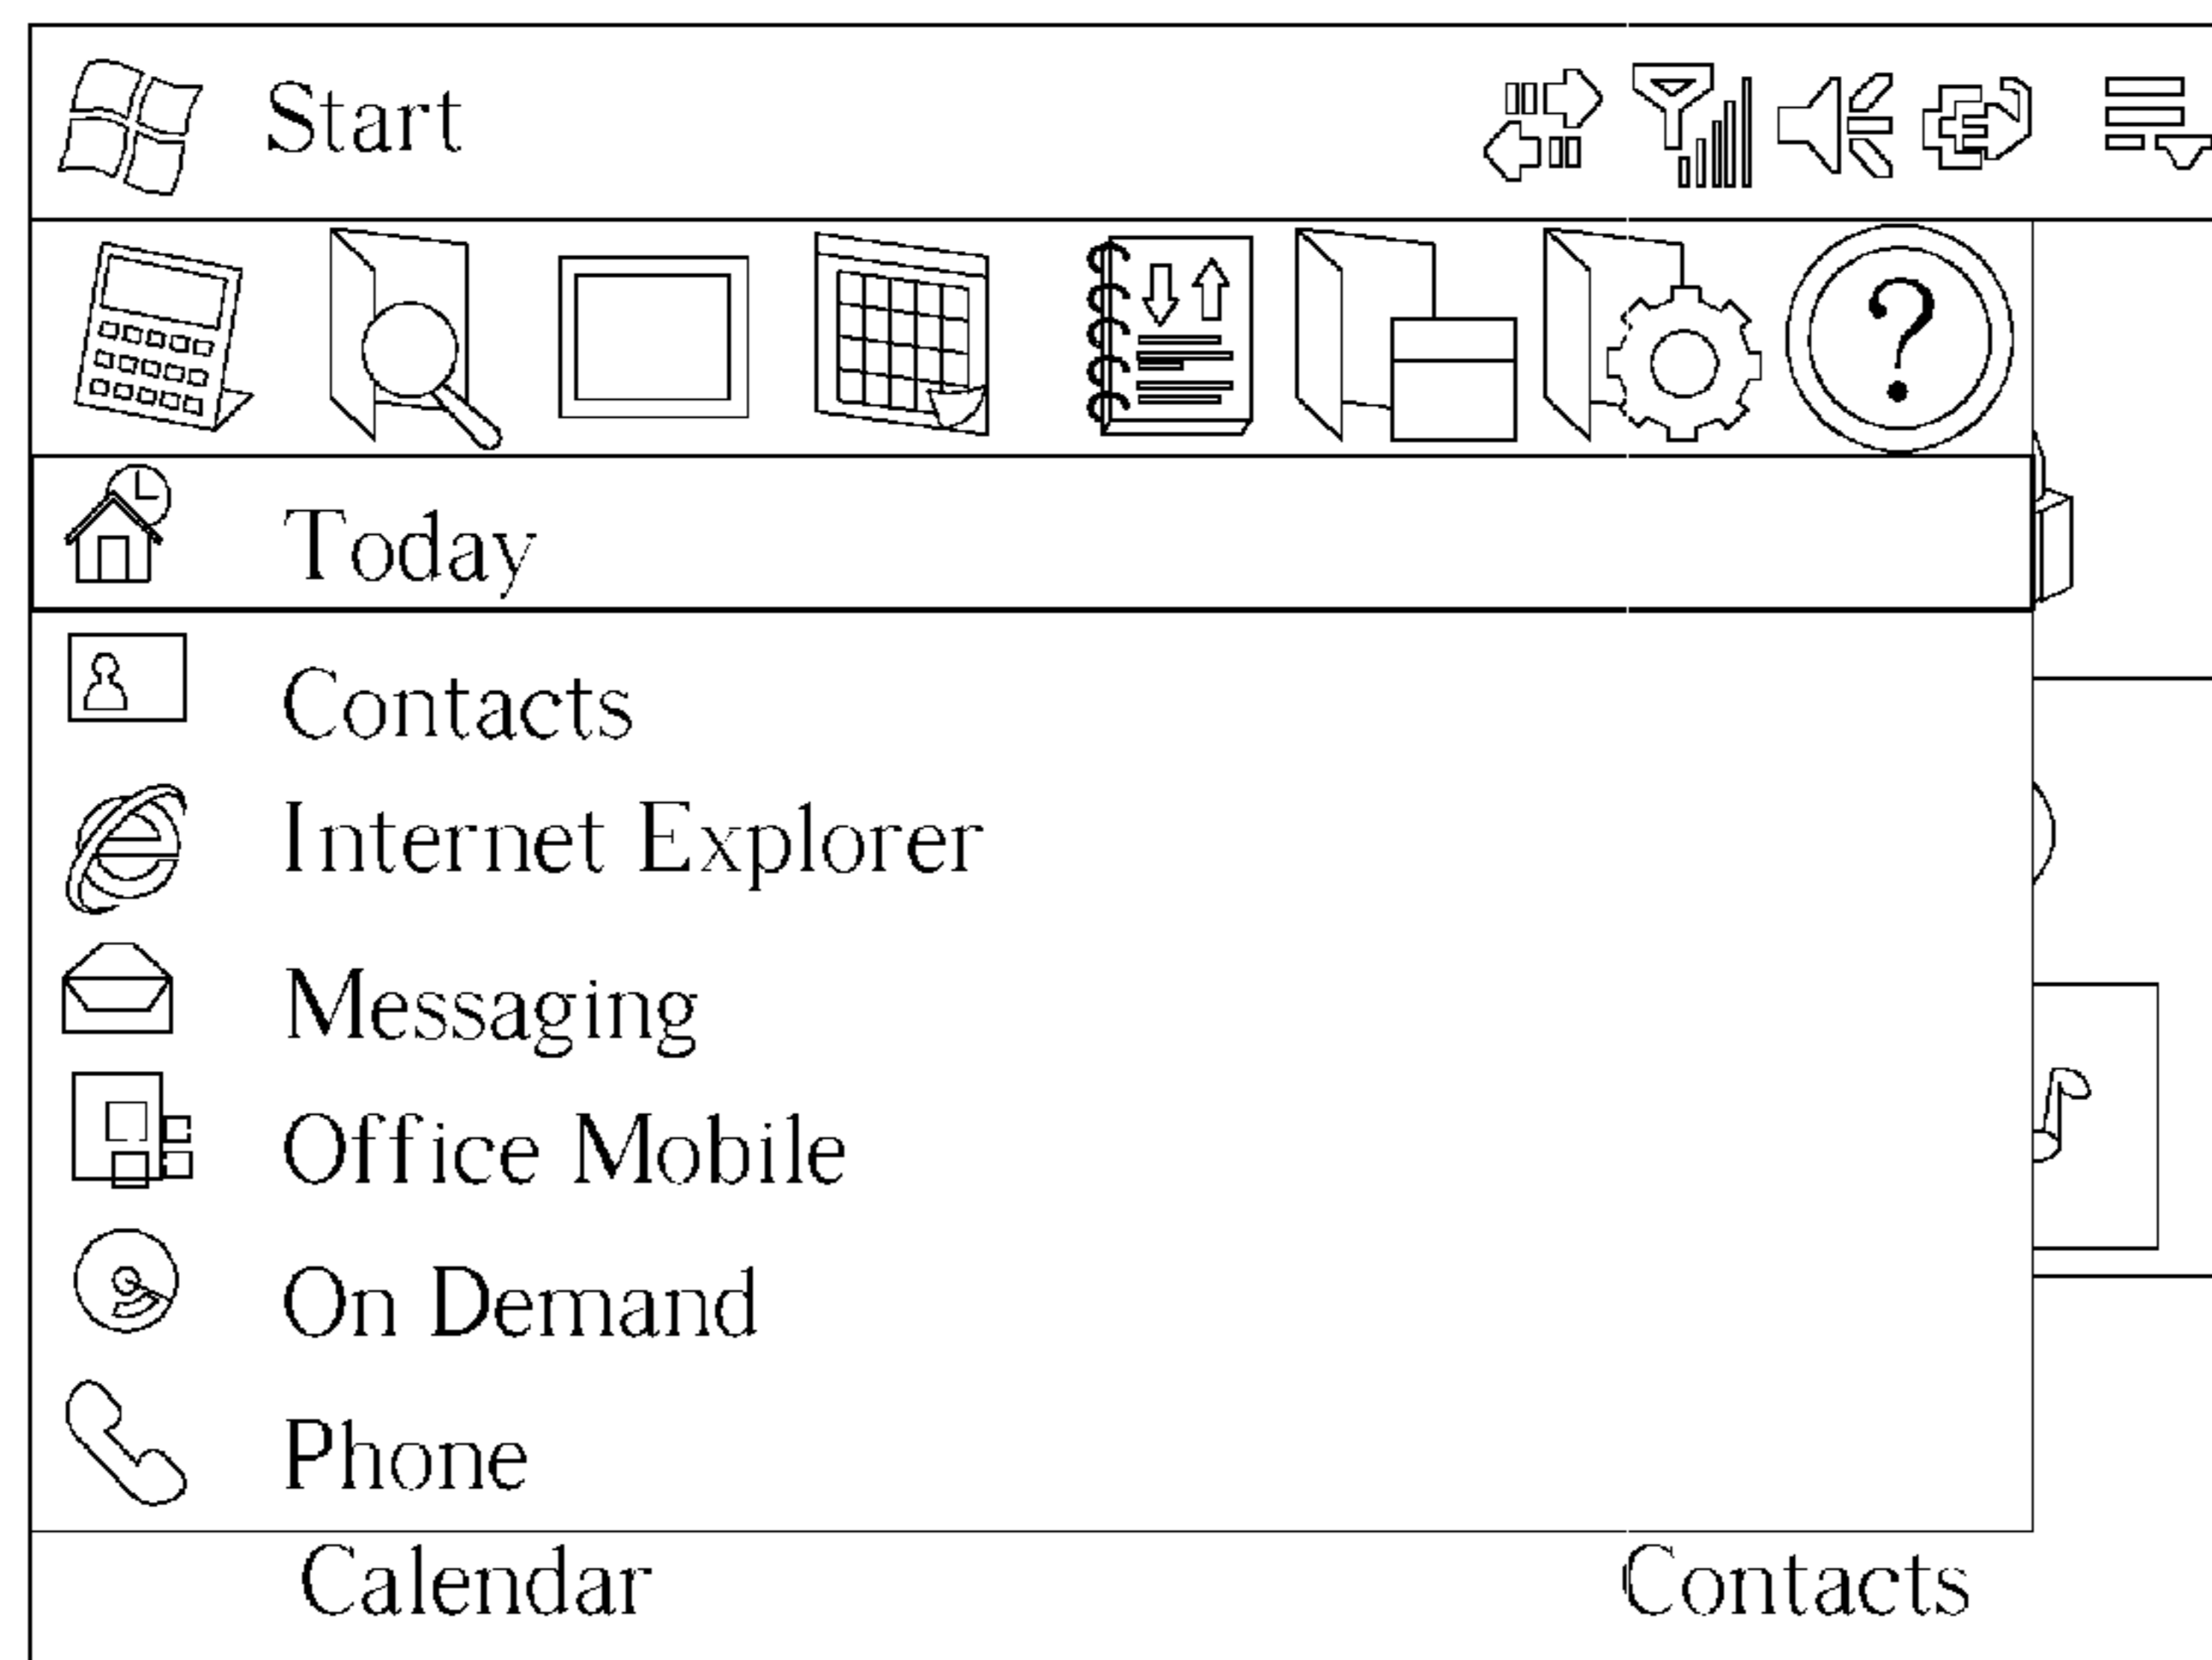 Start
Today
Contacts
Internet Explorer
Messaging
Office Mobile
On Demand
Phone
Calendar Contacts